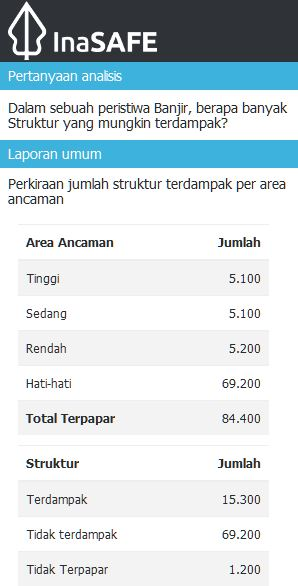 InaSAFE
Pertanyaan analisis
Dalam sebuah peristiwa Banjir, berapa banyak
Struktur yang mungkin terdampak?
Laporan umum
Perkiraan jumlah struktur terdampak per area
ancaman
Area Ancaman Jumlah
Tinggi 5.100
Sedang 5.100
Rendah 5.200
Hati-hati 69.200
Total Terpapar 84.400
Struktur Jumlah
Terdampak 15.300
Tidak terdampak 69.200
Tidak Terpapar 1.200